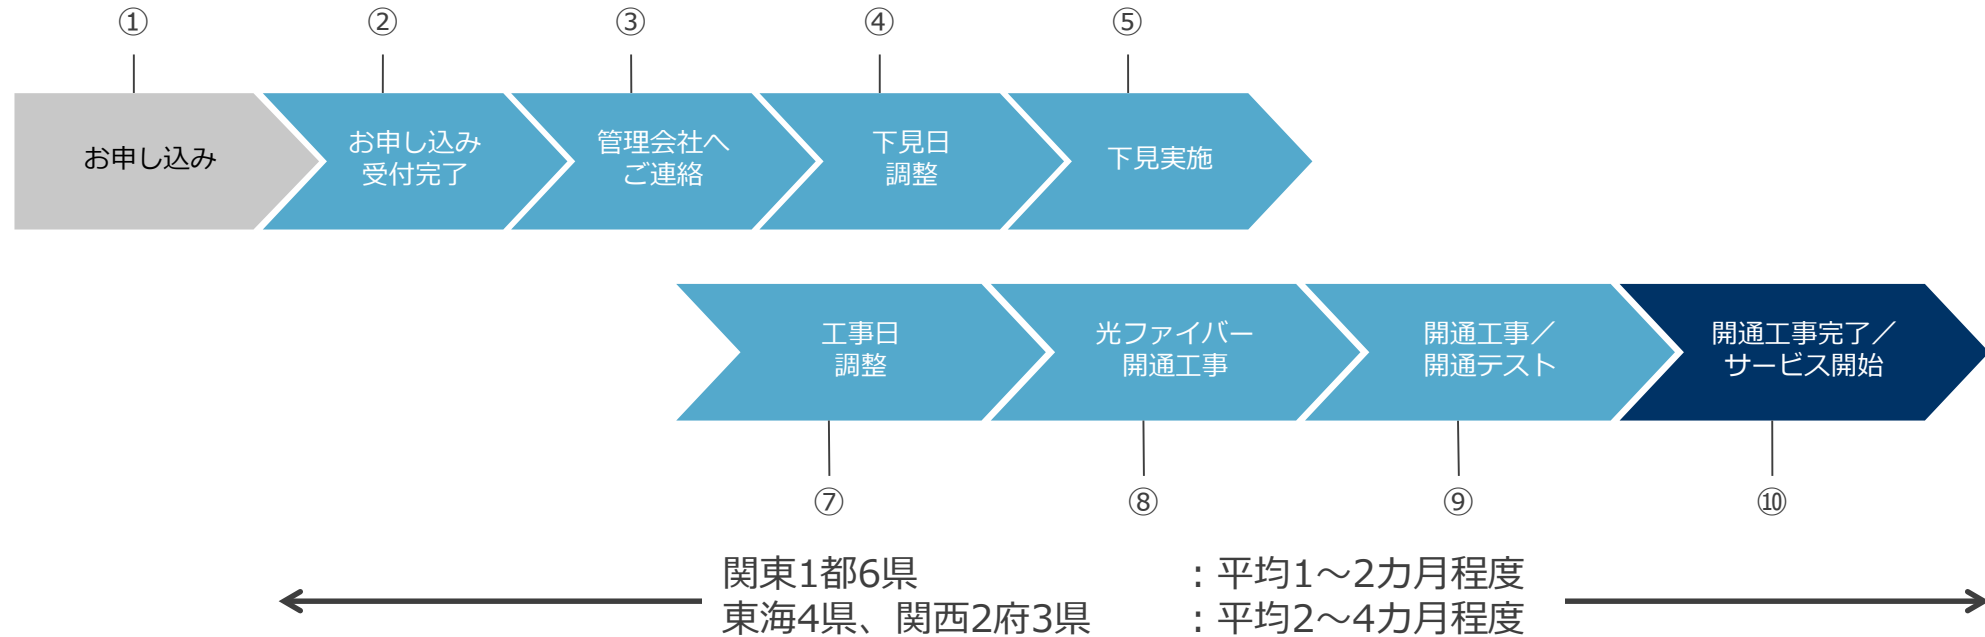 ①
②
③
④
⑤
お申し込み
お申し込み
受付完了
管理会社へ
ご連絡
下見日
調整
下見実施
工事日
調整
光ファイバー
開通工事
開通工事／
開通テスト
開通工事完了／
サービス開始
⑦
⑧
⑨
⑩
関東1都6県 ：平均1～2カ月程度
東海4県、関西2府3県 ：平均2～4カ月程度